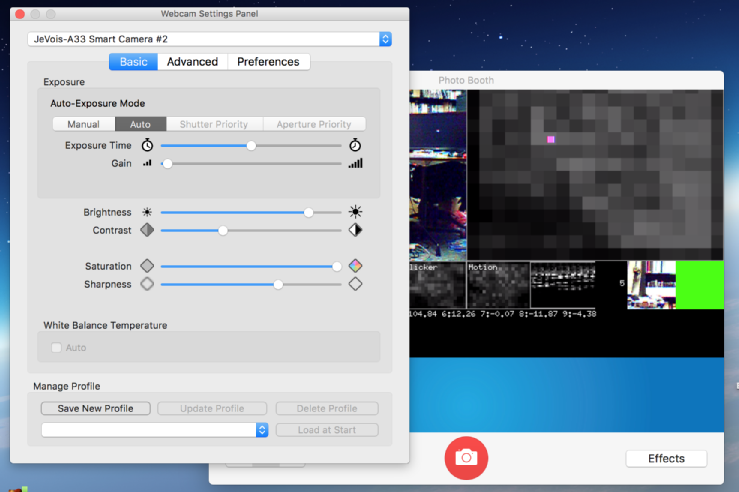 Webcam Settings Panel
JeVois-A33 Smart Camera #2
Basic Advanced Preferences
Exposure
Auto-Exposure Mode
Manual Auto Shutter Priority Aperture Priority
Exposure Time
Gain
Brightness
Contrast
Saturation
Sharpness
White Balance Temperature
Auto
Manage Profile
Save New Profile Update Profile Delete Profile
Load at Start
Photo Booth
licker Motion
5
104.84 6:12.26 7:-0.07 8:-11.87 9:-4.38
Effects